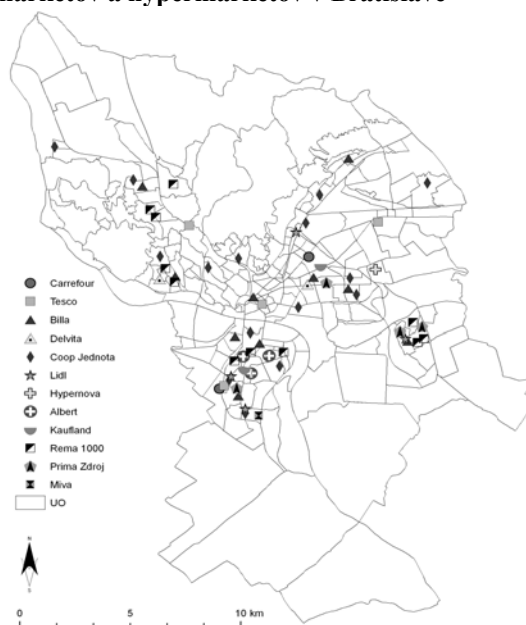 marketov a hypermarketov v Bratislave
Carrefour
Tesco
Billa
Delvita
Coop Jednota
Lidl
Hypernova
Albert
Kaufland
Rema 1000
Prima Zdroj
Miva
UO
N
S
0 5 10 km